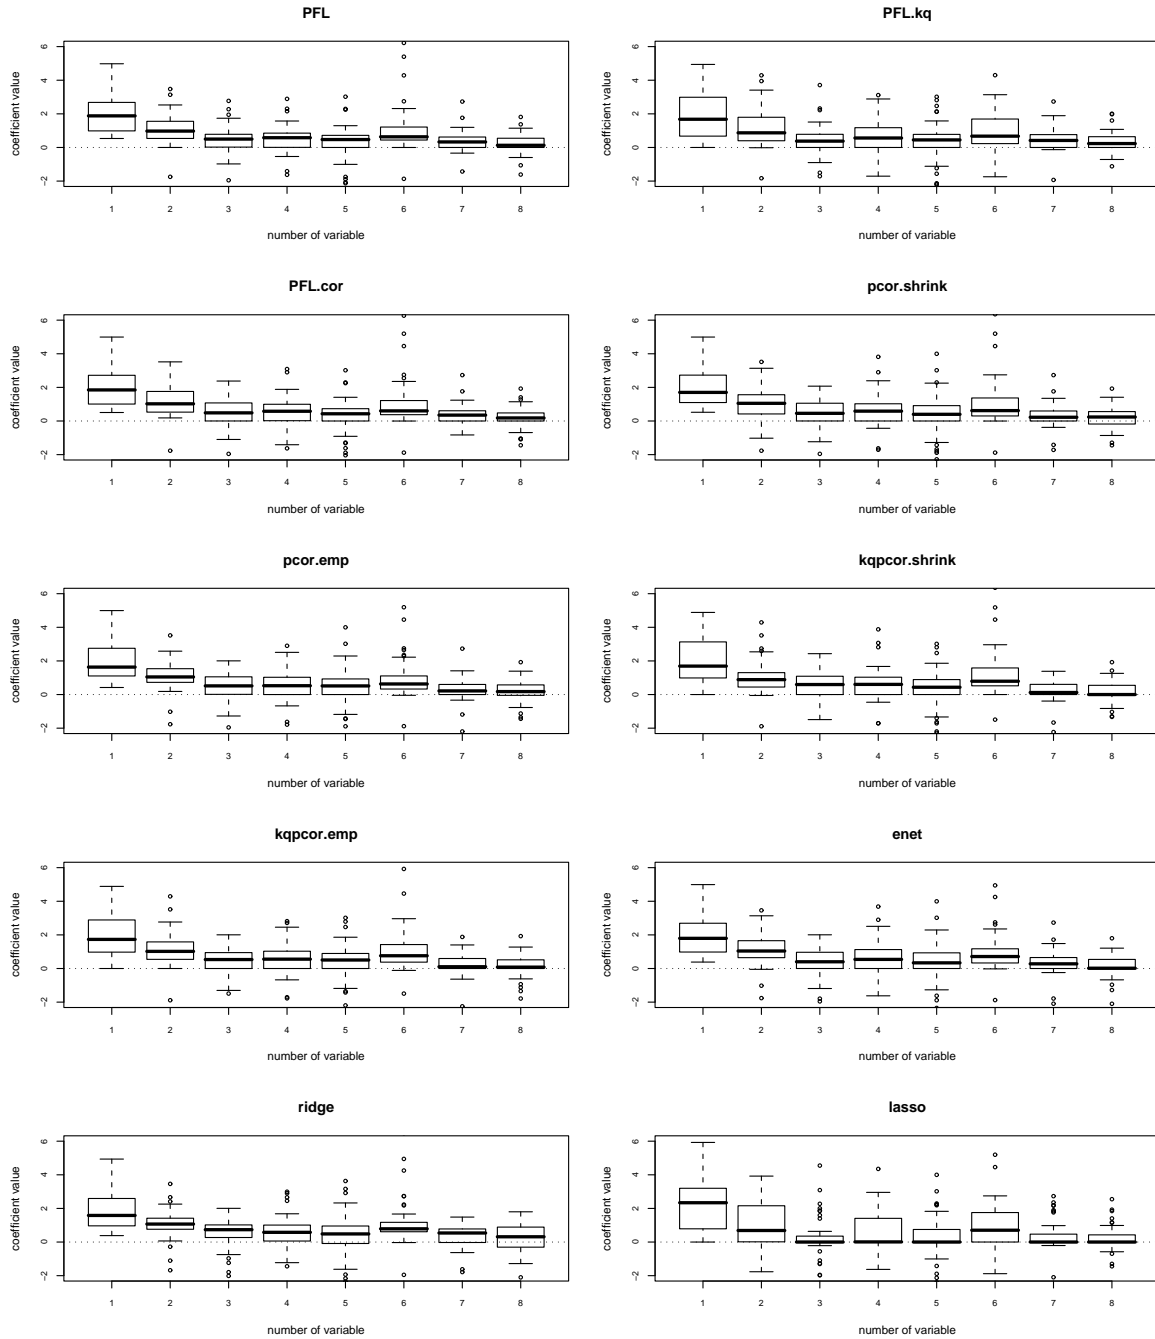 PFL
coefficient value
6
4
2
0
−2
1 2 3 4 5 6 7 8
number of variable
PFL.kq
coefficient value
6
4
2
0
−2
1 2 3 4 5 6 7 8
number of variable
PFL.cor
coefficient value
6
4
2
0
−2
1 2 3 4 5 6 7 8
number of variable
pcor.shrink
coefficient value
6
4
2
0
−2
1 2 3 4 5 6 7 8
number of variable
pcor.emp
coefficient value
6
4
2
0
−2
1 2 3 4 5 6 7 8
number of variable
kqpcor.shrink
coefficient value
6
4
2
0
−2
1 2 3 4 5 6 7 8
number of variable
kqpcor.emp
coefficient value
6
4
2
0
−2
1 2 3 4 5 6 7 8
number of variable
enet
coefficient value
6
4
2
0
−2
1 2 3 4 5 6 7 8
number of variable
ridge
coefficient value
6
4
2
0
−2
1 2 3 4 5 6 7 8
number of variable
lasso
coefficient value
6
4
2
0
−2
1 2 3 4 5 6 7 8
number of variable